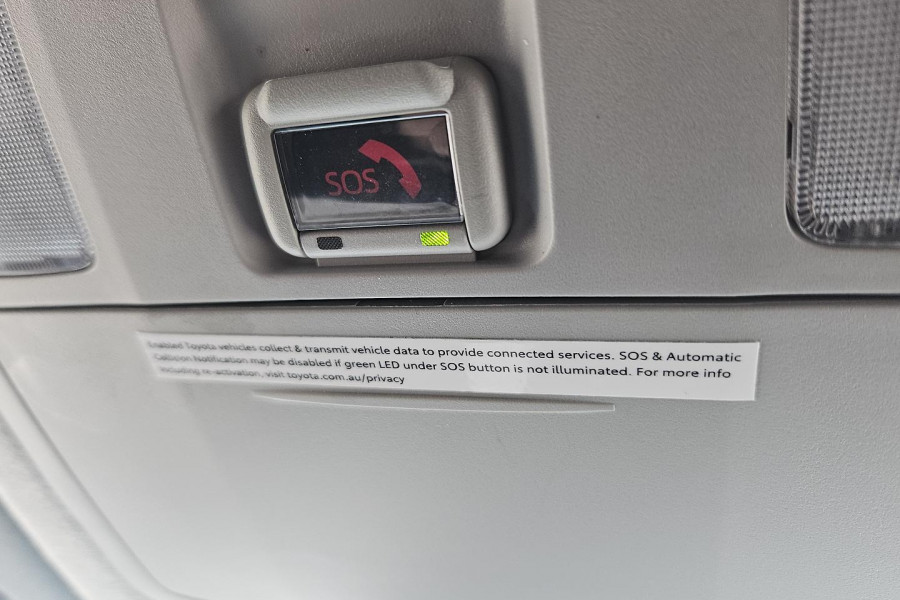 SOS
Enabled Toyota vehicles collect & transmit vehicle data to provide connected services. SOS & Automatic
Collision Notification may be disabled if green LED under SOS button is not illuminated. For more info
including re-activation, visit toyota.com.au/privacy